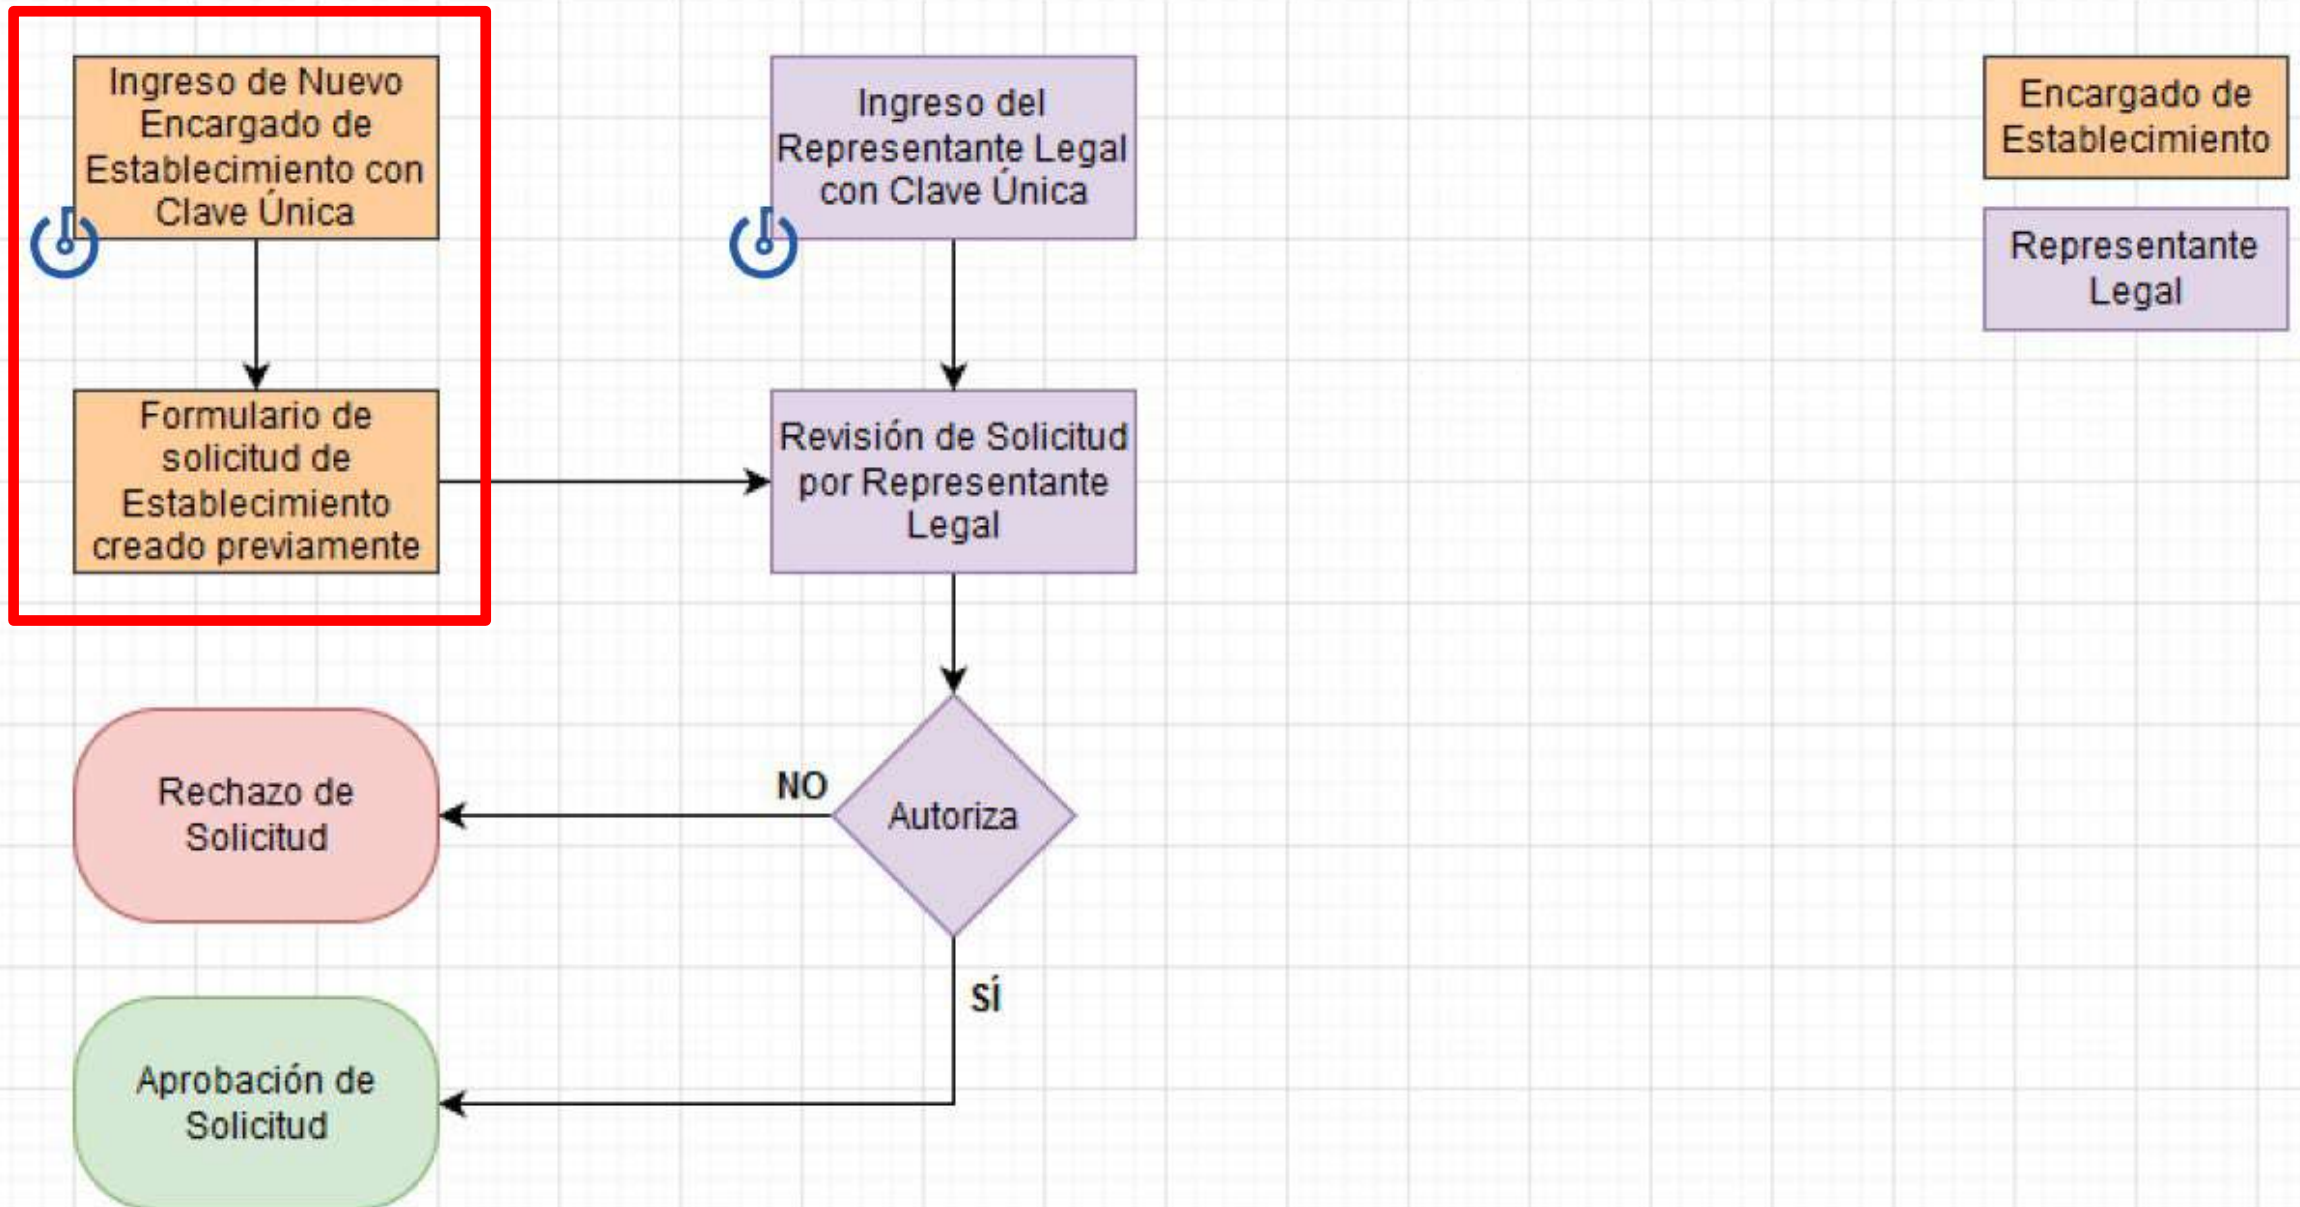 Ingreso de Nuevo
Encargado de
Establecimiento con
Clave Única
Ingreso del
Representante Legal
con Clave Única
Encargado de
Establecimiento
Representante
Legal
Formulario de
solicitud de
Establecimiento
creado previamente
Revisión de Solicitud
por Representante
Legal
Rechazo de
Solicitud
NO
Autoriza
SÍ
Aprobación de
Solicitud